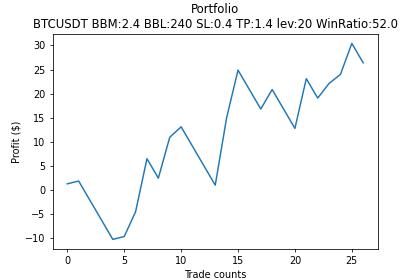 Portfolio
BTCUSDT BBM:2.4 BBL:240 SL:0.4 TP:1.4 lev:20 WinRatio:52.0
30
25
20
15
10
5
0
−5
−10
Profit ($)
0 5 10 15 20 25
Trade counts